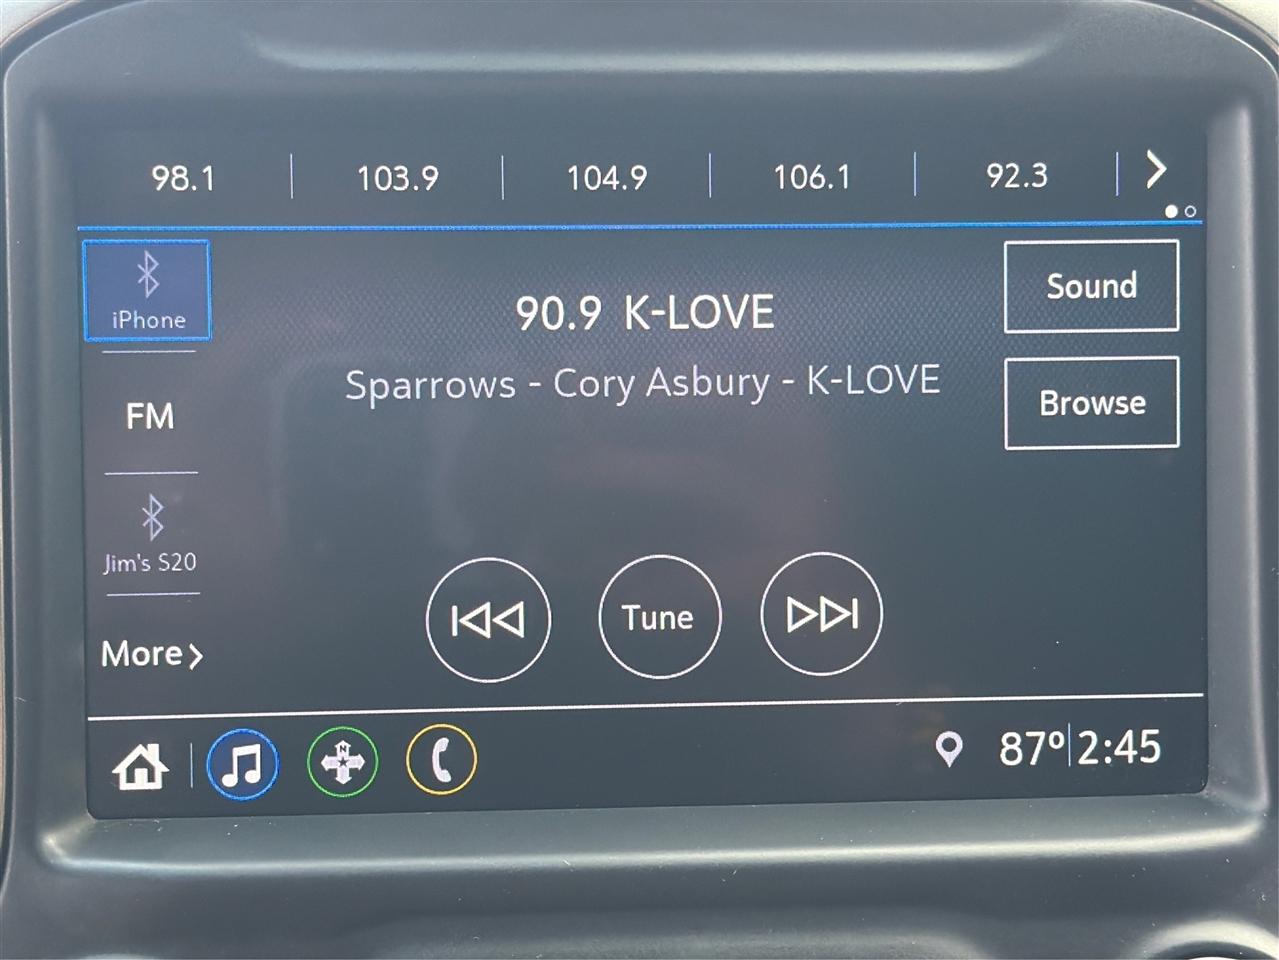 98.1 103.9 104.9 106.1 92.3
iPhone
90.9 K-LOVE
Sound
Sparrows - Cory Asbury - K-LOVE
FM
Browse
Jim's S20
Tune
More
N
87° 2:45